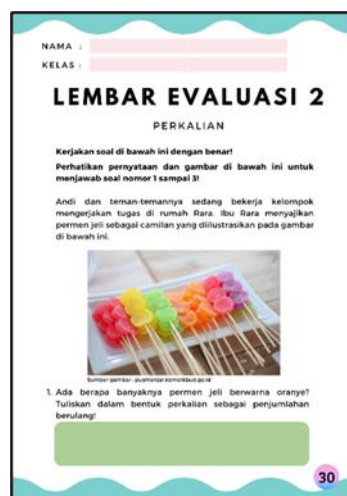 NAMA :
KELAS :
LEMBAR EVALUASI 2
PERKALIAN
Kerjakan soal di bawah ini dengan benar!
Perhatikan pernyataan dan gambar di bawah ini untuk
menjawab soal nomor 1 sampai 3!
Andi dan teman-temannya sedang bekerja kelompok
mengerjakan tugas di rumah Rara. Ibu Rara menyajikan
permen jeli sebagai camilan yang diilustrasikan pada gambar
di bawah ini.
Sumber gambar :
1. Ada berapa banyaknya permen jeli berwarna oranye?
Tuliskan dalam bentuk perkalian sebagai penjumlahan
berulang!
30